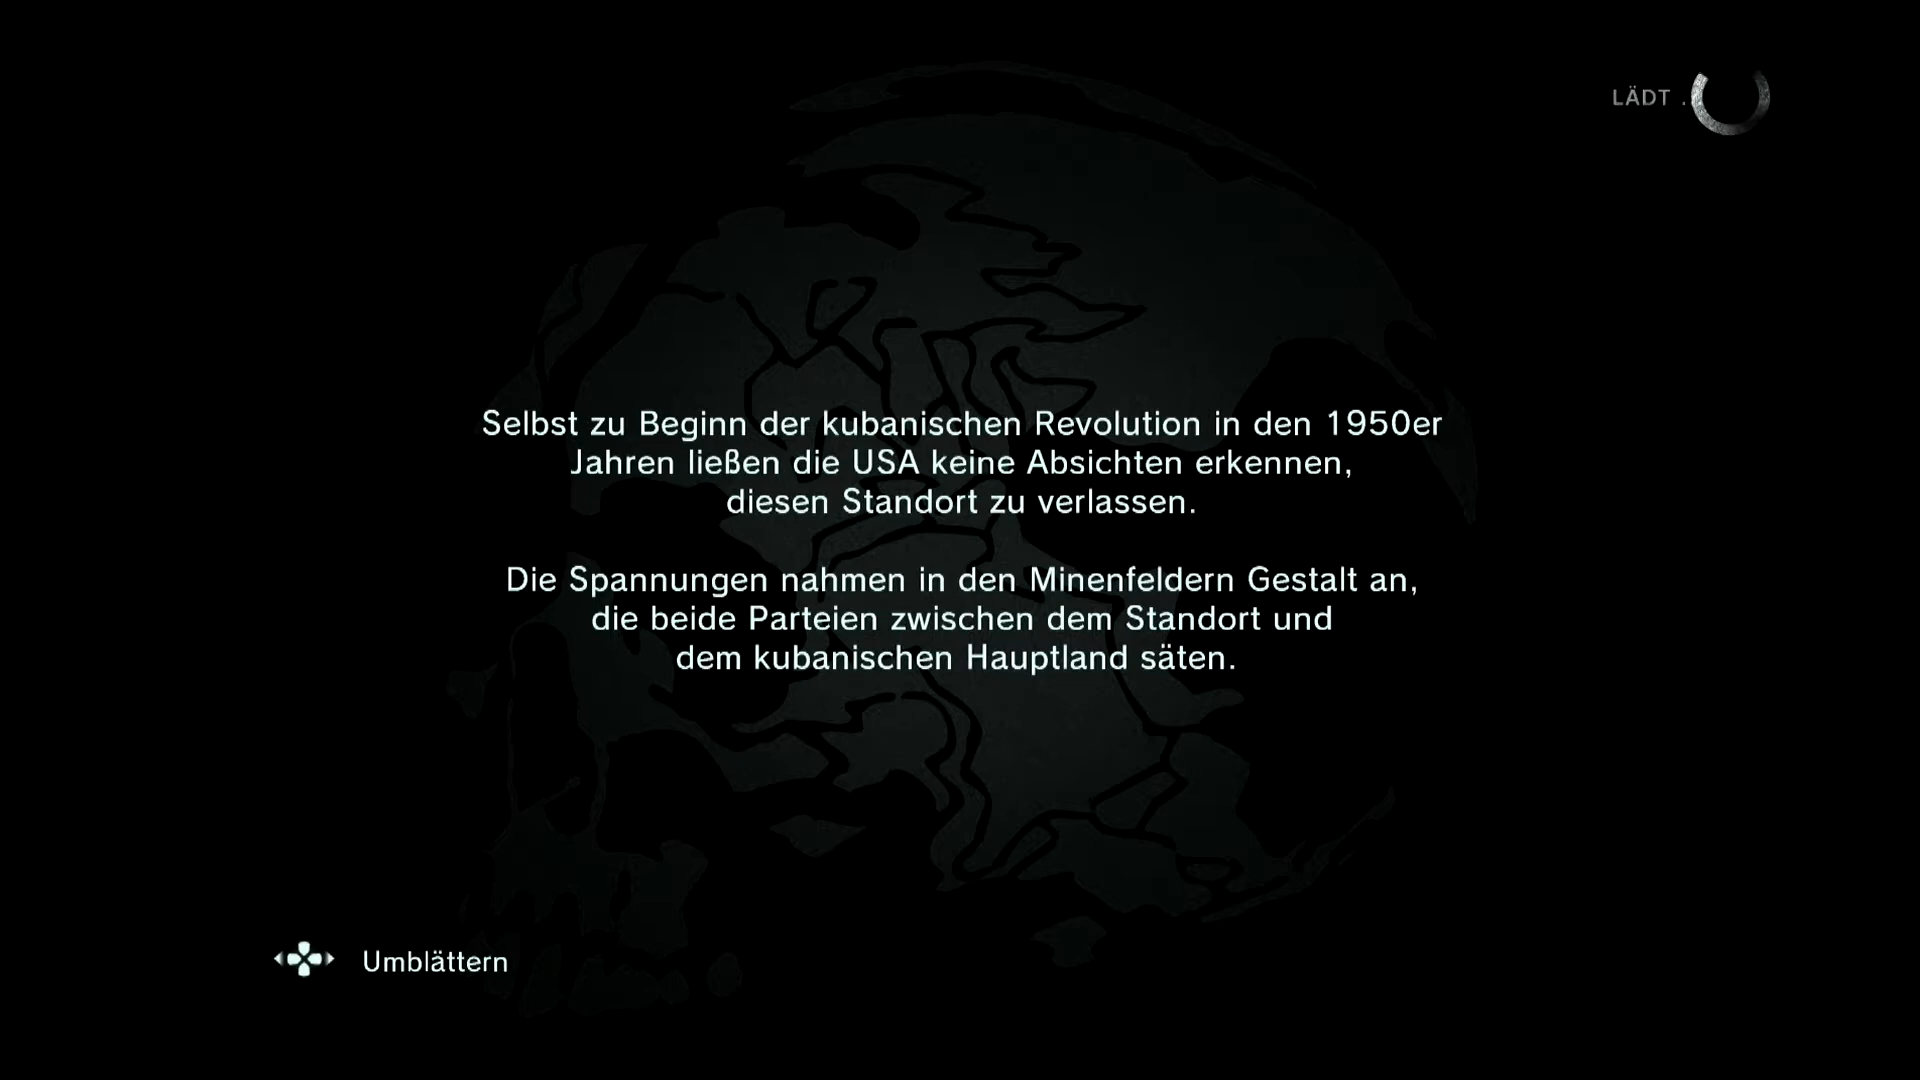 LÄDT .
Selbst zu Beginn der kubanischen Revolution in den 1950er
Jahren ließen die USA keine Absichten erkennen,
diesen Standort zu verlassen.
Die Spannungen nahmen in den Minenfeldern Gestalt an,
die beide Parteien zwischen dem Standort und
dem kubanischen Hauptland säten.
Umblättern